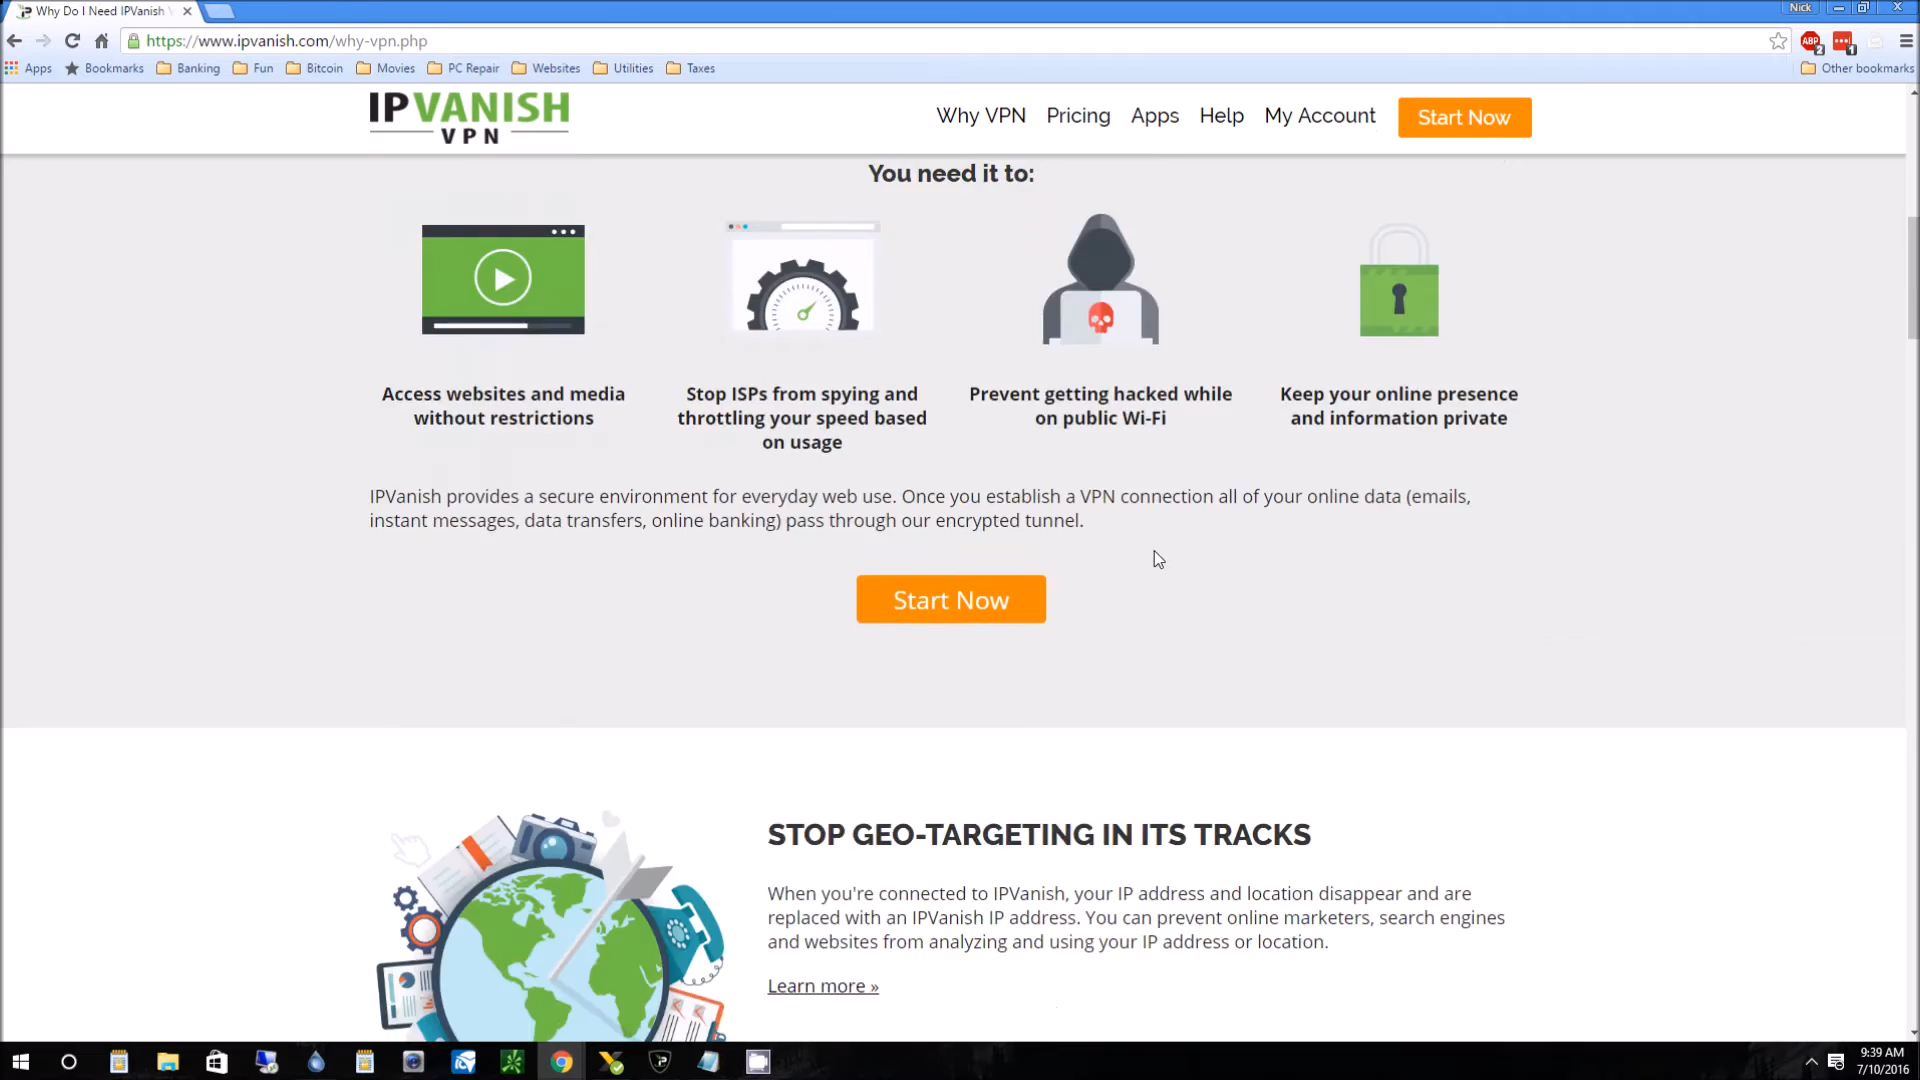 Why Do I Need IPVanish
Nick
https://www.ipvanish.com/why-vpn.php
ABP
2
1
Apps
Bookmarks
Banking
Fun
Bitcoin
Movies
PC Repair
Websites
Utilities
Taxes
Other bookmarks
IPVANISH
VPN
Why VPN
Pricing
Apps
Help
My Account
Start Now
You need it to:
Access websites and media
without restrictions
Stop ISPs from spying and
throttling your speed based
on usage
Prevent getting hacked while
on public Wi-Fi
Keep your online presence
and information private
IPVanish provides a secure environment for everyday web use. Once you establish a VPN connection all of your online data (emails,
instant messages, data transfers, online banking) pass through our encrypted tunnel.
Start Now
STOP GEO-TARGETING IN ITS TRACKS
When you're connected to IPVanish, your IP address and location disappear and are
replaced with an IPVanish IP address. You can prevent online marketers, search engines
and websites from analyzing and using your IP address or location.
Learn more »
9:39 AM
7/10/2016